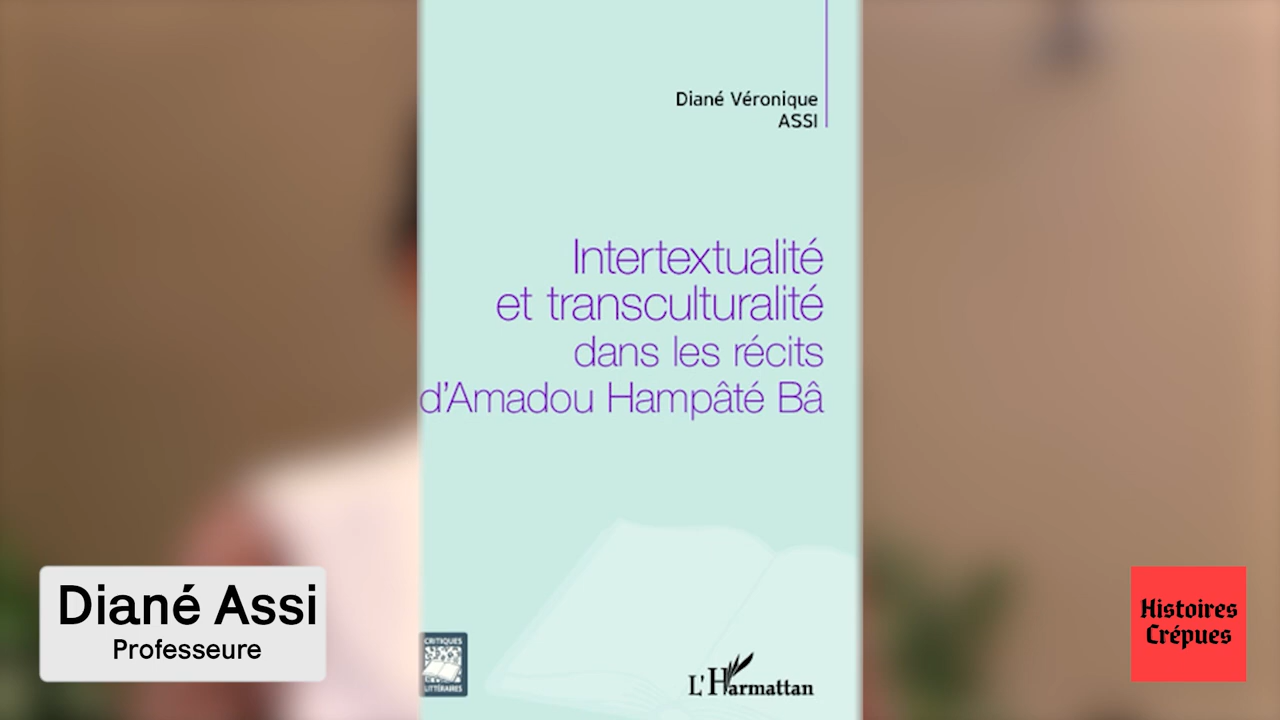 Diané Véronique
ASSI
Intertextualité
et transculturalité
dans les récits
d'Amadou Hampâté Bâ
CRITIQUES
LITTÉRAIRES
L'Harmattan
Diané Assi
Professeure
Histoires
Crépues